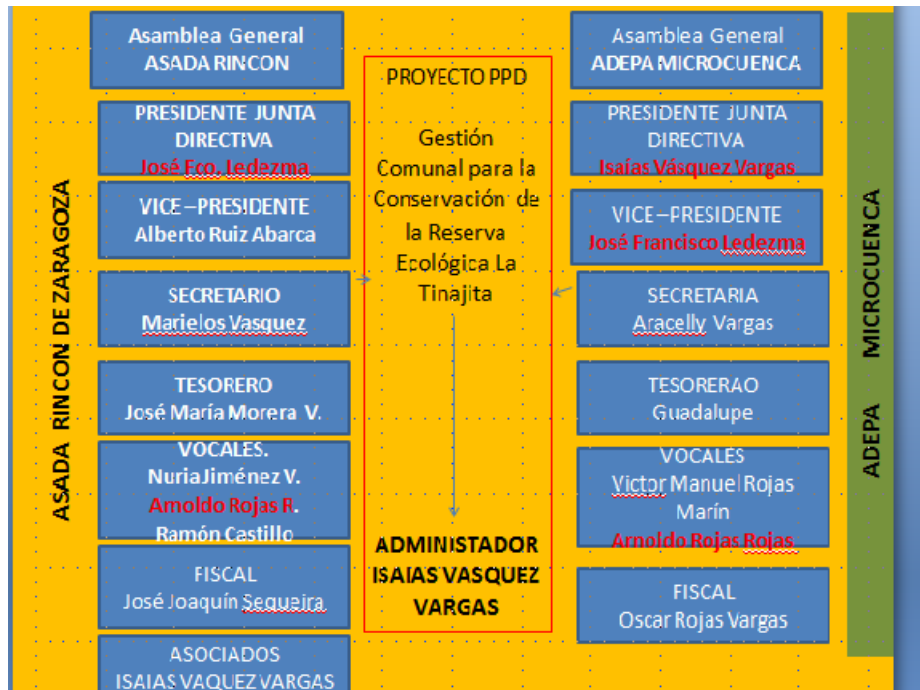 ASADA RINCON DE ZARAGOZA
Asamblea General
ASADA RINCON
PRESIDENTE JUNTA
DIRECTIVA
José Fco. Ledezma
VICE–PRESIDENTE
Alberto Ruiz Abarca
SECRETARIO
Marielos Vasquez
TESORERO
José María Morera V.
VOCALES.
Nuria Jiménez V.
Arnoldo Rojas R.
Ramón Castillo
FISCAL
José Joaquín Sequeira
ASOCIADOS
ISAIAS VAQUEZ VARGAS
PROYECTO PPD
Gestión
Comunal para la
Conservación de
la Reserva
Ecológica La
Tinajita
ADMINISTADOR
ISAIAS VASQUEZ
VARGAS
Asamblea General
ADEPA MICROCUENCA
PRESIDENTE JUNTA
DIRECTIVA
Isaías Vásquez Vargas
VICE–PRESIDENTE
José Francisco Ledezma
SECRETARIA
Aracelly Vargas
TESORERAO
Guadalupe
VOCALES
Victor Manuel Rojas
Marín
Arnoldo Rojas Rojas
FISCAL
Oscar Rojas Vargas
ADEPA MICROCUENCA